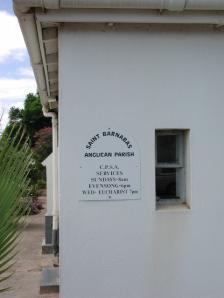 SAINT BARNABAS
ANGLICAN PARISH
C.P.S.A.
SERVICES
SUNDAYS-8am
EVENSONG-6pm
WED- EUCHARIST 7pm